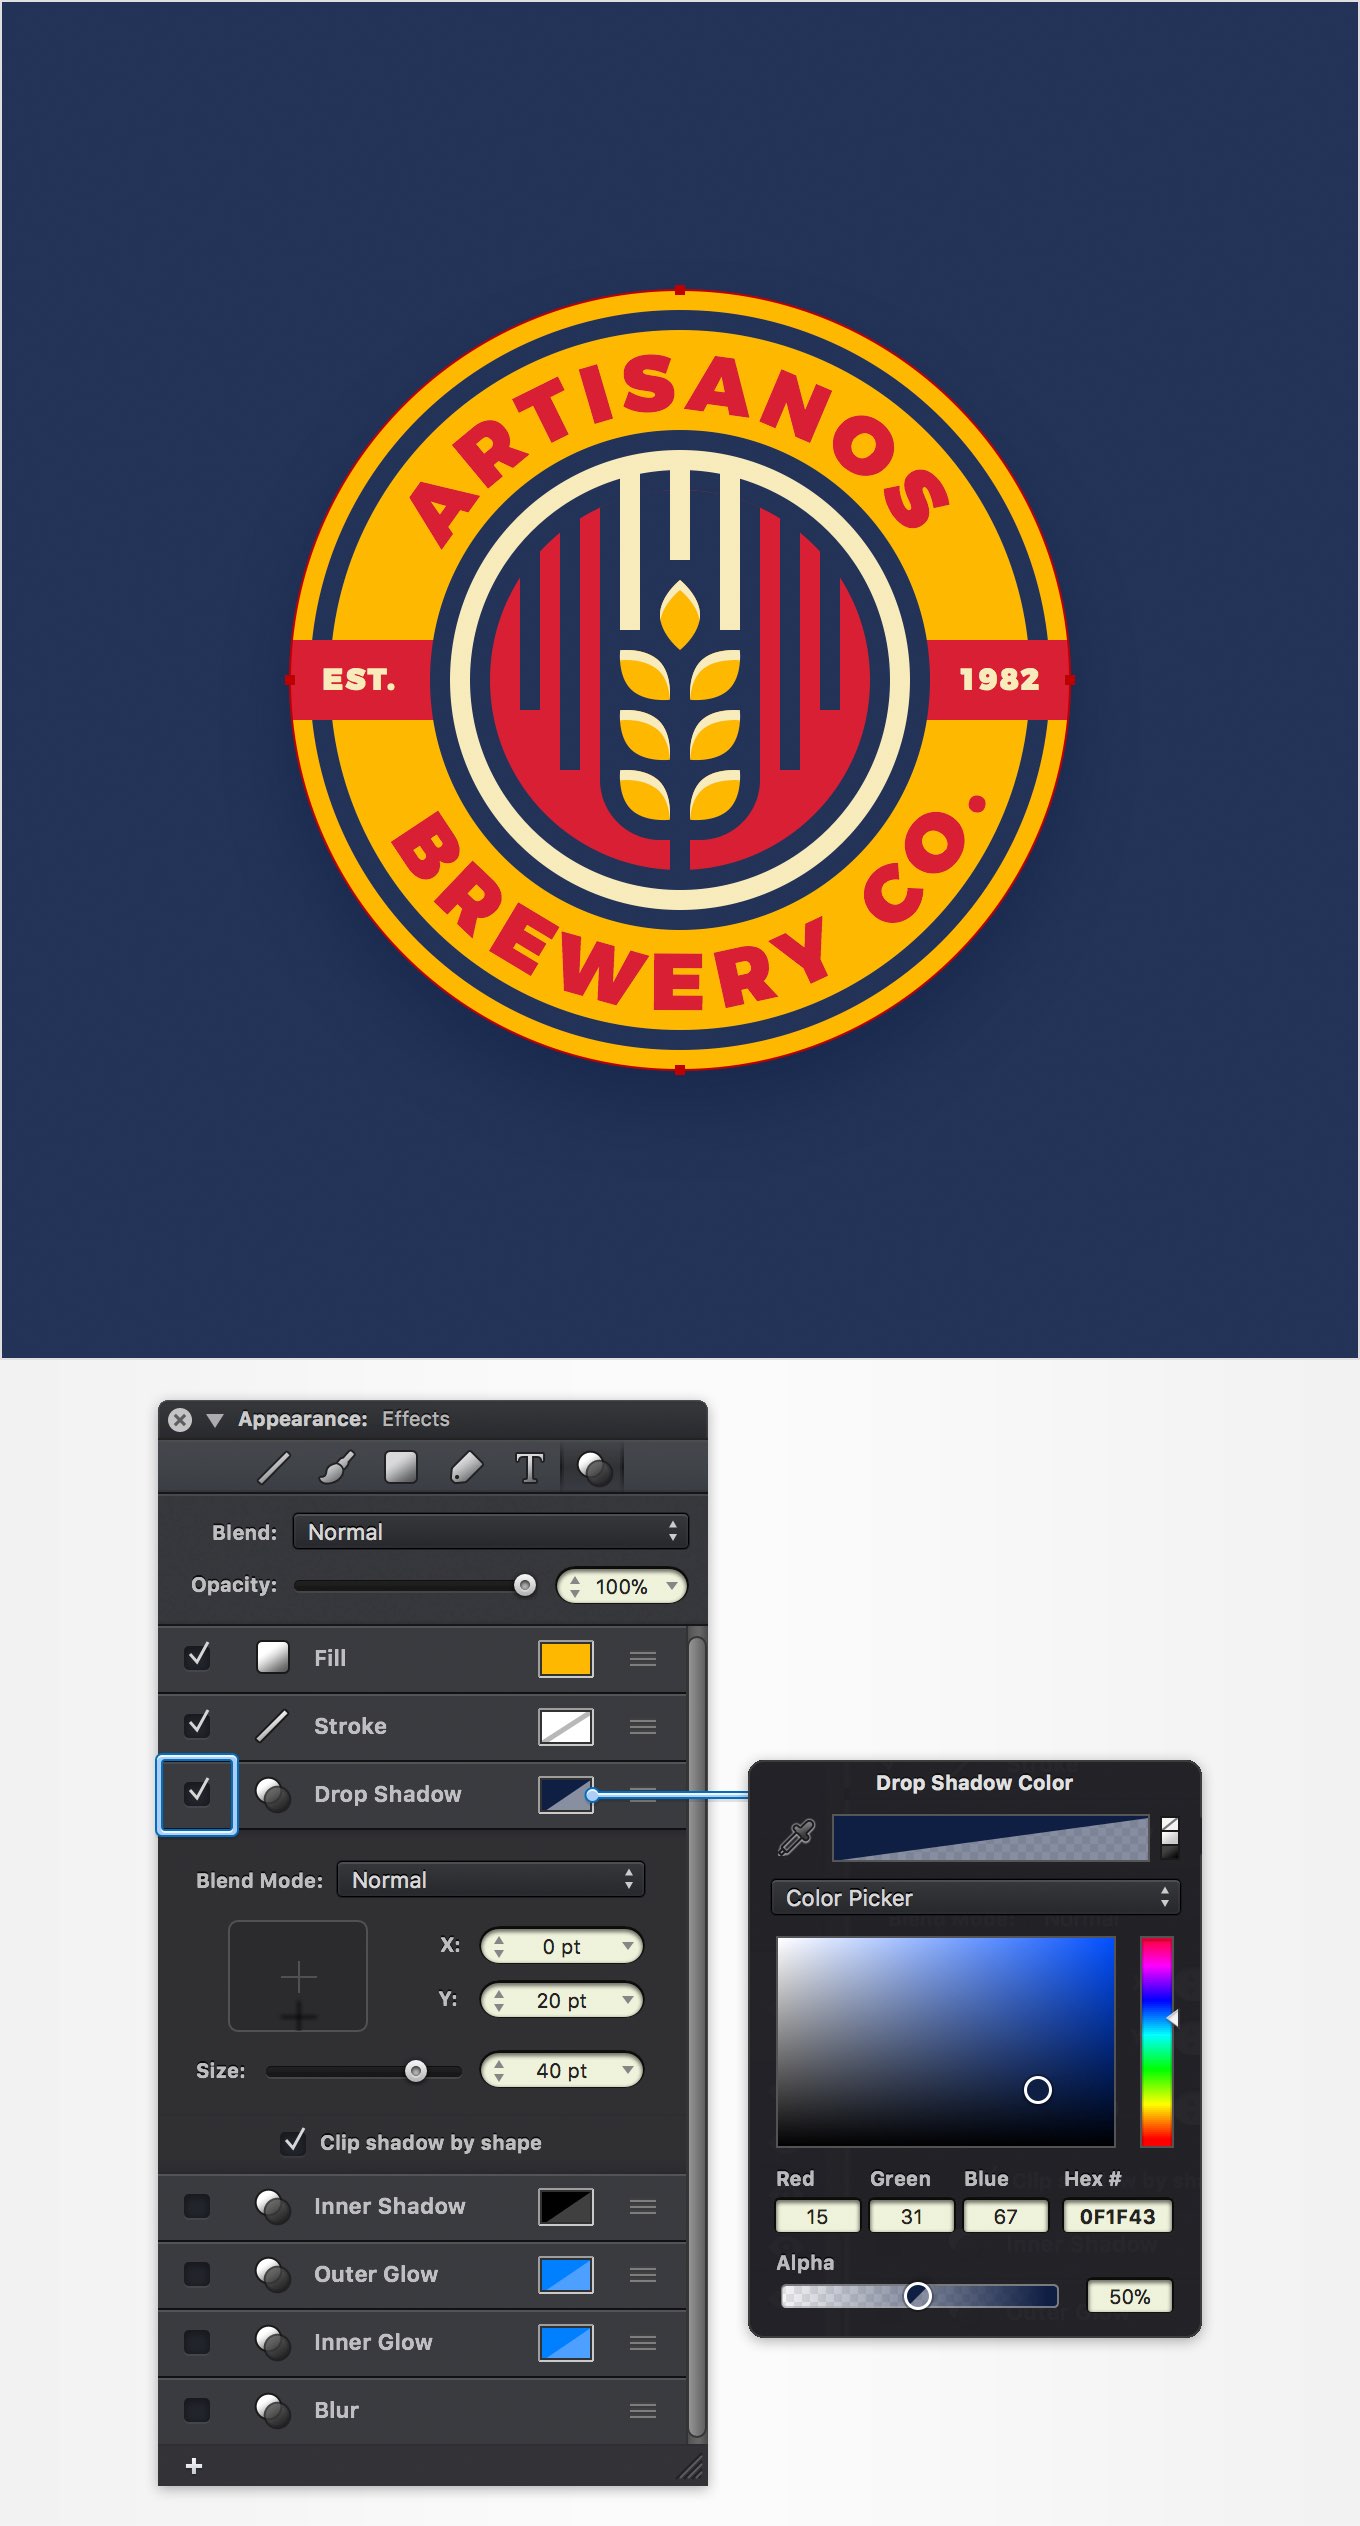 ARTISANOS
EST.
1982
BREWERY CO.
Appearance: Effects
T
Blend: Normal
Opacity: 100%
Fill
Stroke
Drop Shadow
Blend Mode: Normal
X: 0 pt
Y: 20 pt
Size: 40 pt
Clip shadow by shape
Inner Shadow
Outer Glow
Inner Glow
Blur
+
Drop Shadow Color
Color Picker
Red Green Blue Hex #
15 31 67 0F1F43
Alpha
50%